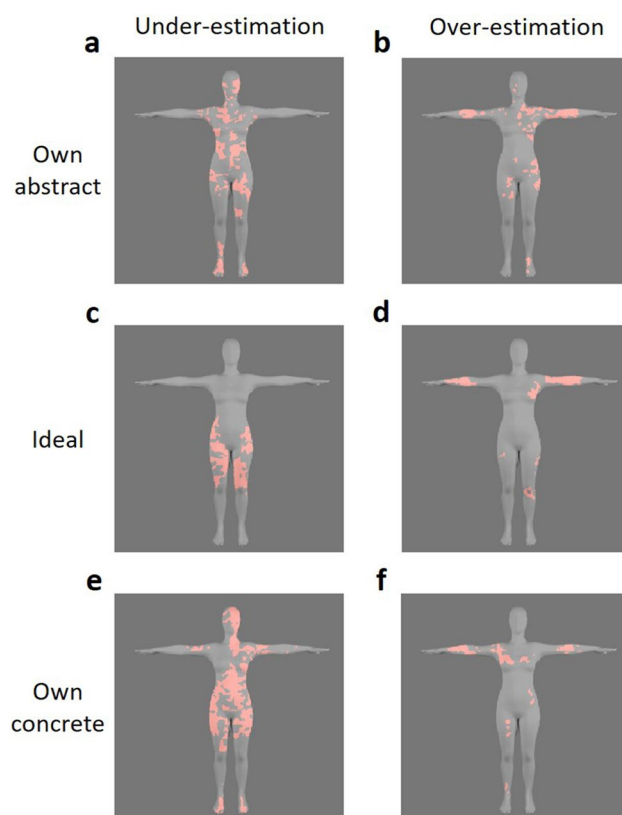 Under-estimation
Over-estimation
a
b
Own
abstract
c
d
Ideal
e
f
Own
concrete